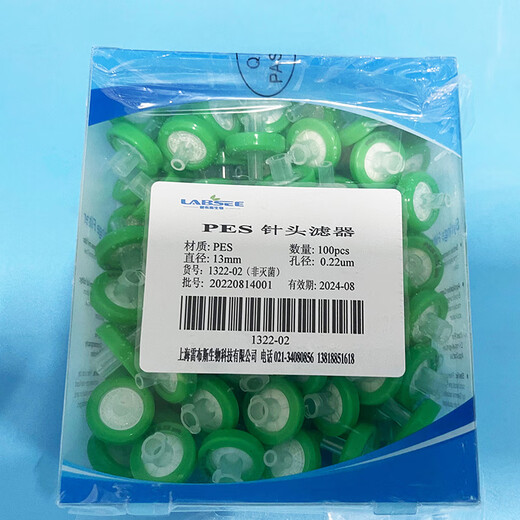 LABSEE
PES 针头滤器
材质: PES 数量: 100pcs
直径: 13mm 孔径: 0.22um
货号: 1322-02 (非灭菌)
批号: 20220814001 有效期: 2024-08
1322-02
上海雷布斯生物科技有限公司 电话 021-34080856 13818851618